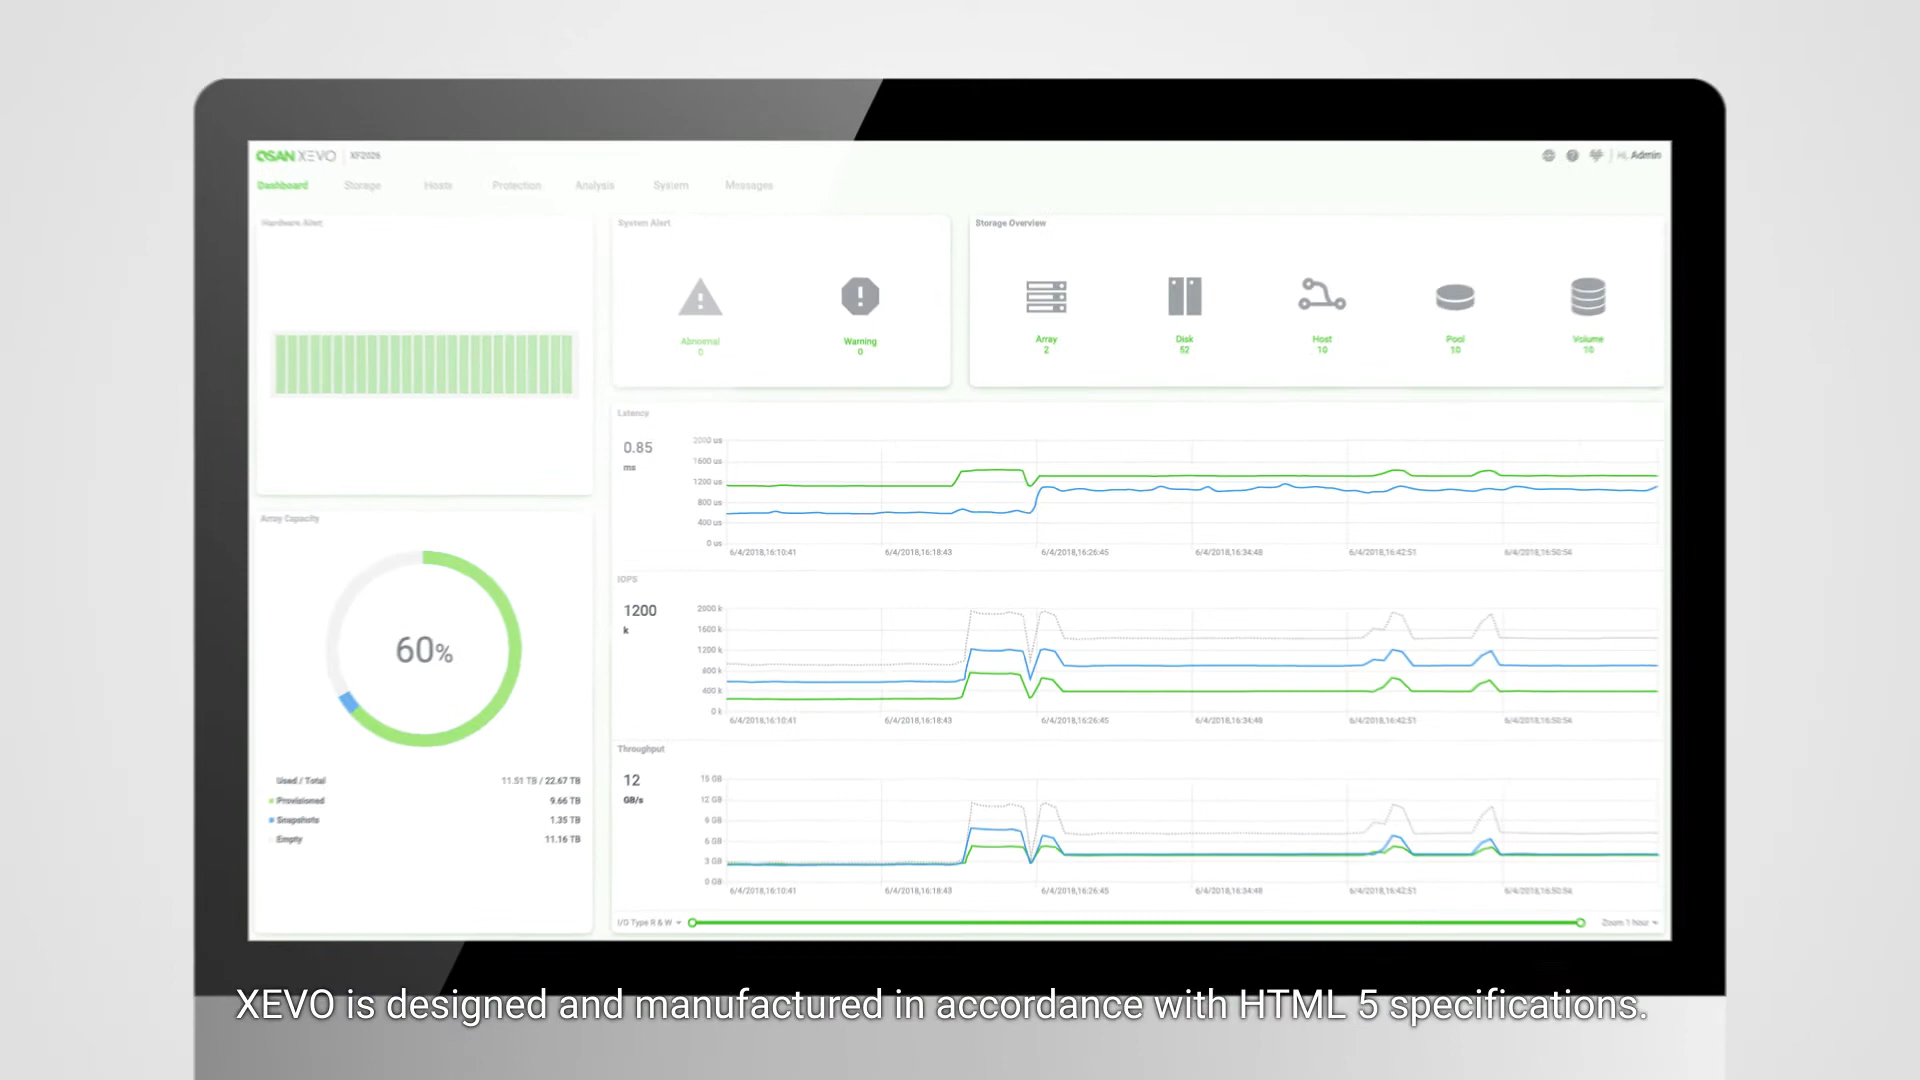 QSAN XEVO | XF2026
Hi, Admin
Dashboard Storage Hosts Protection Analysis System Messages
Hardware Alert
System Alert
Abnormal
0
Warning
0
Storage Overview
Array
2
Disk
52
Host
10
Pool
10
Volume
10
Array Capacity
60%
Used / Total 11.51 TB / 22.67 TB
Provisioned 9.66 TB
Snapshots 1.35 TB
Empty 11.16 TB
Latency
0.85
ms
2000 us
1600 us
1200 us
800 us
400 us
0 us
6/4/2018,16:10:41 6/4/2018,16:18:43 6/4/2018,16:26:45 6/4/2018,16:34:48 6/4/2018,16:42:51 6/4/2018,16:50:54
IOPS
1200
k
2000 k
1600 k
1200 k
800 k
400 k
0 k
6/4/2018,16:10:41 6/4/2018,16:18:43 6/4/2018,16:26:45 6/4/2018,16:34:48 6/4/2018,16:42:51 6/4/2018,16:50:54
Throughput
12
GB/s
15 GB
12 GB
9 GB
6 GB
3 GB
0 GB
6/4/2018,16:10:41 6/4/2018,16:18:43 6/4/2018,16:26:45 6/4/2018,16:34:48 6/4/2018,16:42:51 6/4/2018,16:50:54
I/O Type R & W
Zoom 1 hour
XEVO is designed and manufactured in accordance with HTML 5 specifications.